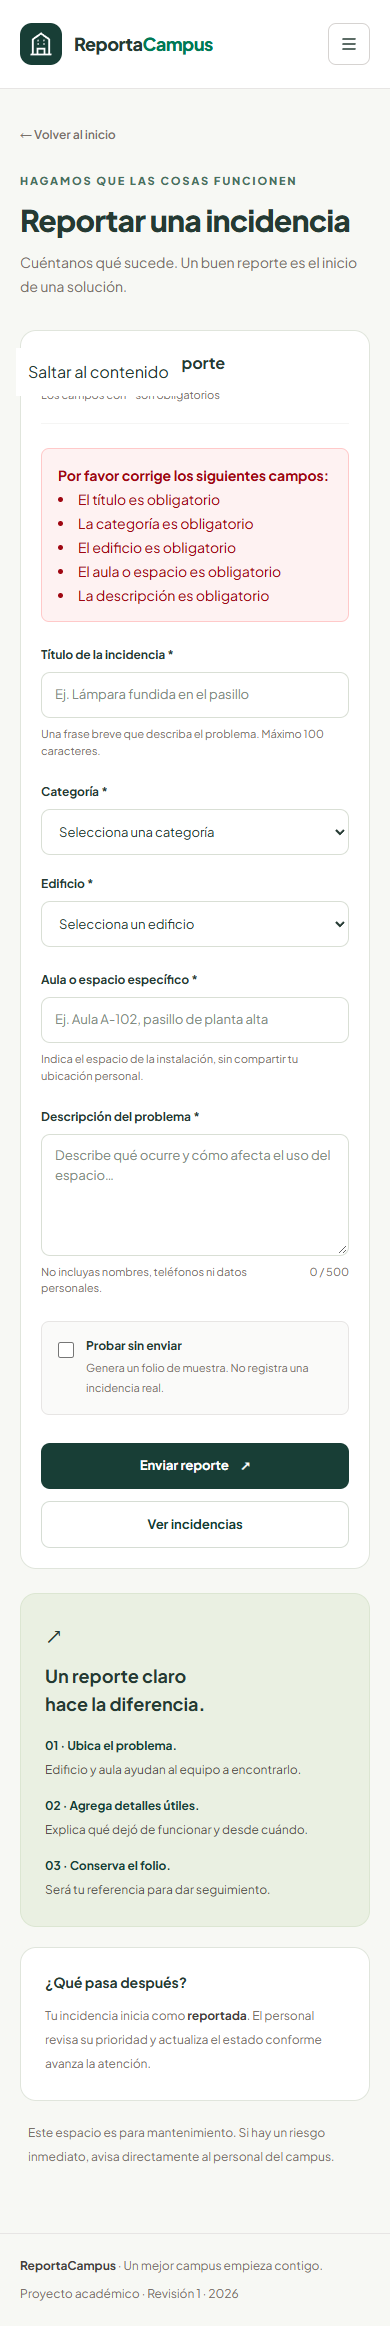 ReportaCampus
← Volver al inicio
HAGAMOS QUE LAS COSAS FUNCIONEN
Reportar una incidencia
Cuéntanos qué sucede. Un buen reporte es el inicio
de una solución.
Saltar al contenido
porte
Los campos con * son obligatorios
Por favor corrige los siguientes campos:
• El título es obligatorio
• La categoría es obligatorio
• El edificio es obligatorio
• El aula o espacio es obligatorio
• La descripción es obligatorio
Título de la incidencia *
Ej. Lámpara fundida en el pasillo
Una frase breve que describa el problema. Máximo 100
caracteres.
Categoría *
Selecciona una categoría
Edificio *
Selecciona un edificio
Aula o espacio específico *
Ej. Aula A-102, pasillo de planta alta
Indica el espacio de la instalación, sin compartir tu
ubicación personal.
Descripción del problema *
Describe qué ocurre y cómo afecta el uso del
espacio...
No incluyas nombres, teléfonos ni datos
personales.
0 / 500
Probar sin enviar
Genera un folio de muestra. No registra una
incidencia real.
Enviar reporte ↗
Ver incidencias
↗
Un reporte claro
hace la diferencia.
01 · Ubica el problema.
Edificio y aula ayudan al equipo a encontrarlo.
02 · Agrega detalles útiles.
Explica qué dejó de funcionar y desde cuándo.
03 · Conserva el folio.
Será tu referencia para dar seguimiento.
¿Qué pasa después?
Tu incidencia inicia como reportada. El personal
revisa su prioridad y actualiza el estado conforme
avanza la atención.
Este espacio es para mantenimiento. Si hay un riesgo
inmediato, avisa directamente al personal del campus.
ReportaCampus · Un mejor campus empieza contigo.
Proyecto académico · Revisión 1 · 2026